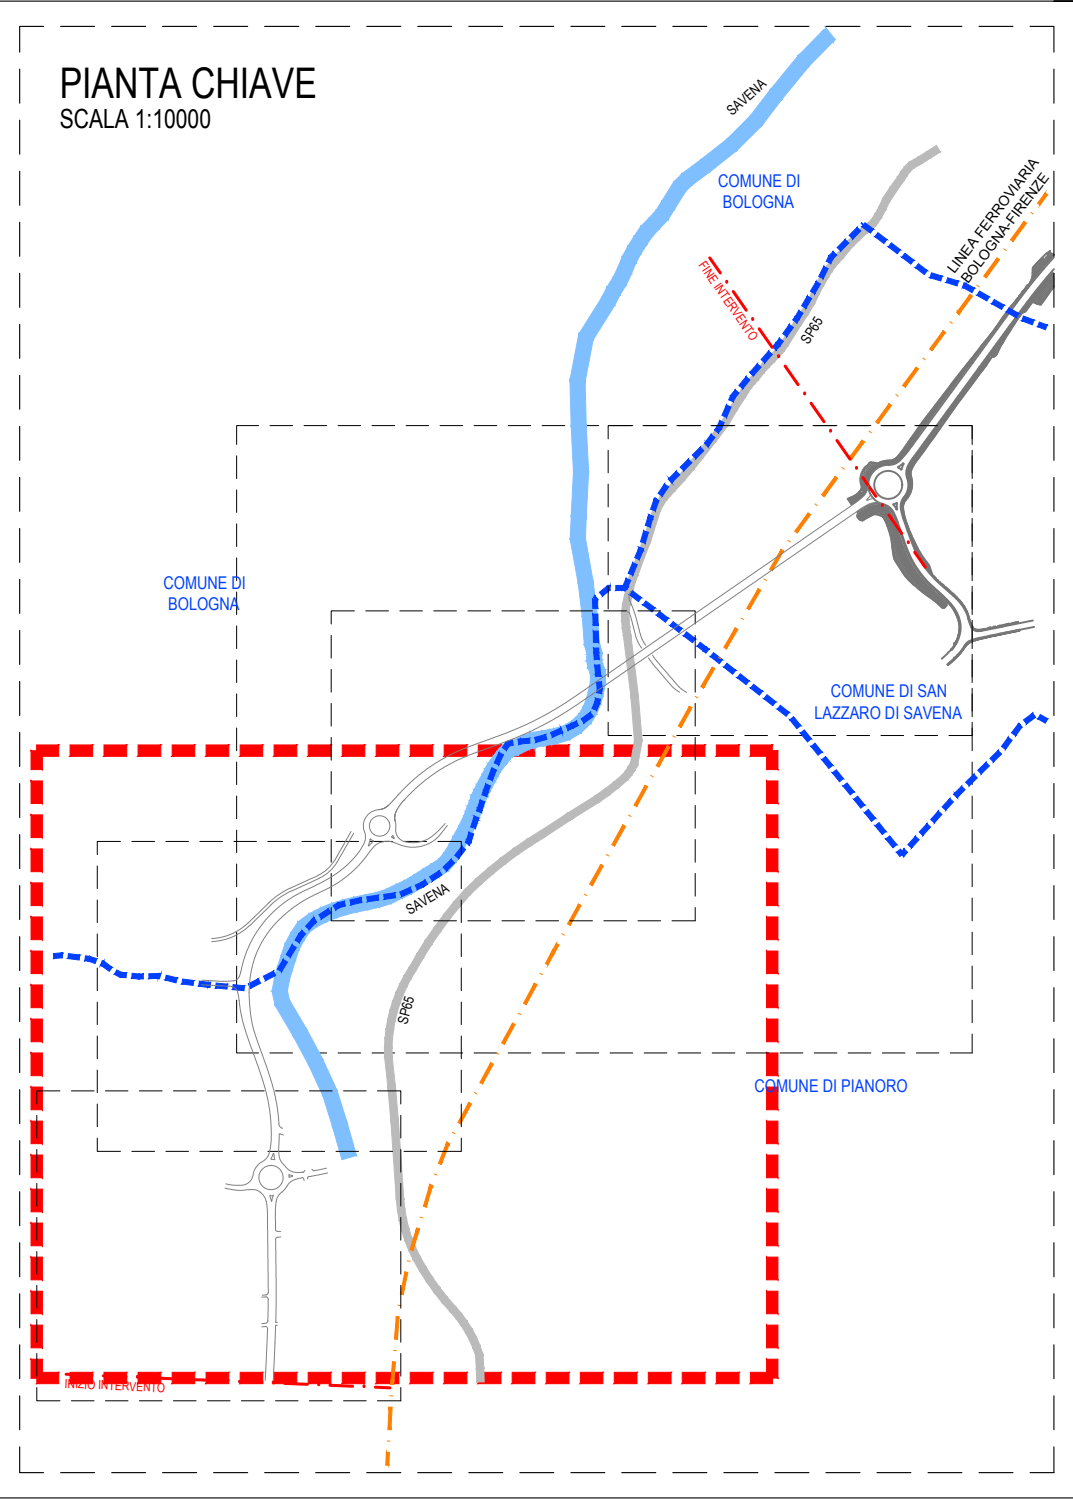 PIANTA CHIAVE
SCALA 1:10000
SAVENA
COMUNE DI
BOLOGNA
LINEA FERROVIARIA
BOLOGNA-FIRENZE
FINE INTERVENTO
SP65
COMUNE DI
BOLOGNA
COMUNE DI SAN
LAZZARO DI SAVENA
SAVENA
SP65
COMUNE DI PIANORO
INIZIO INTERVENTO